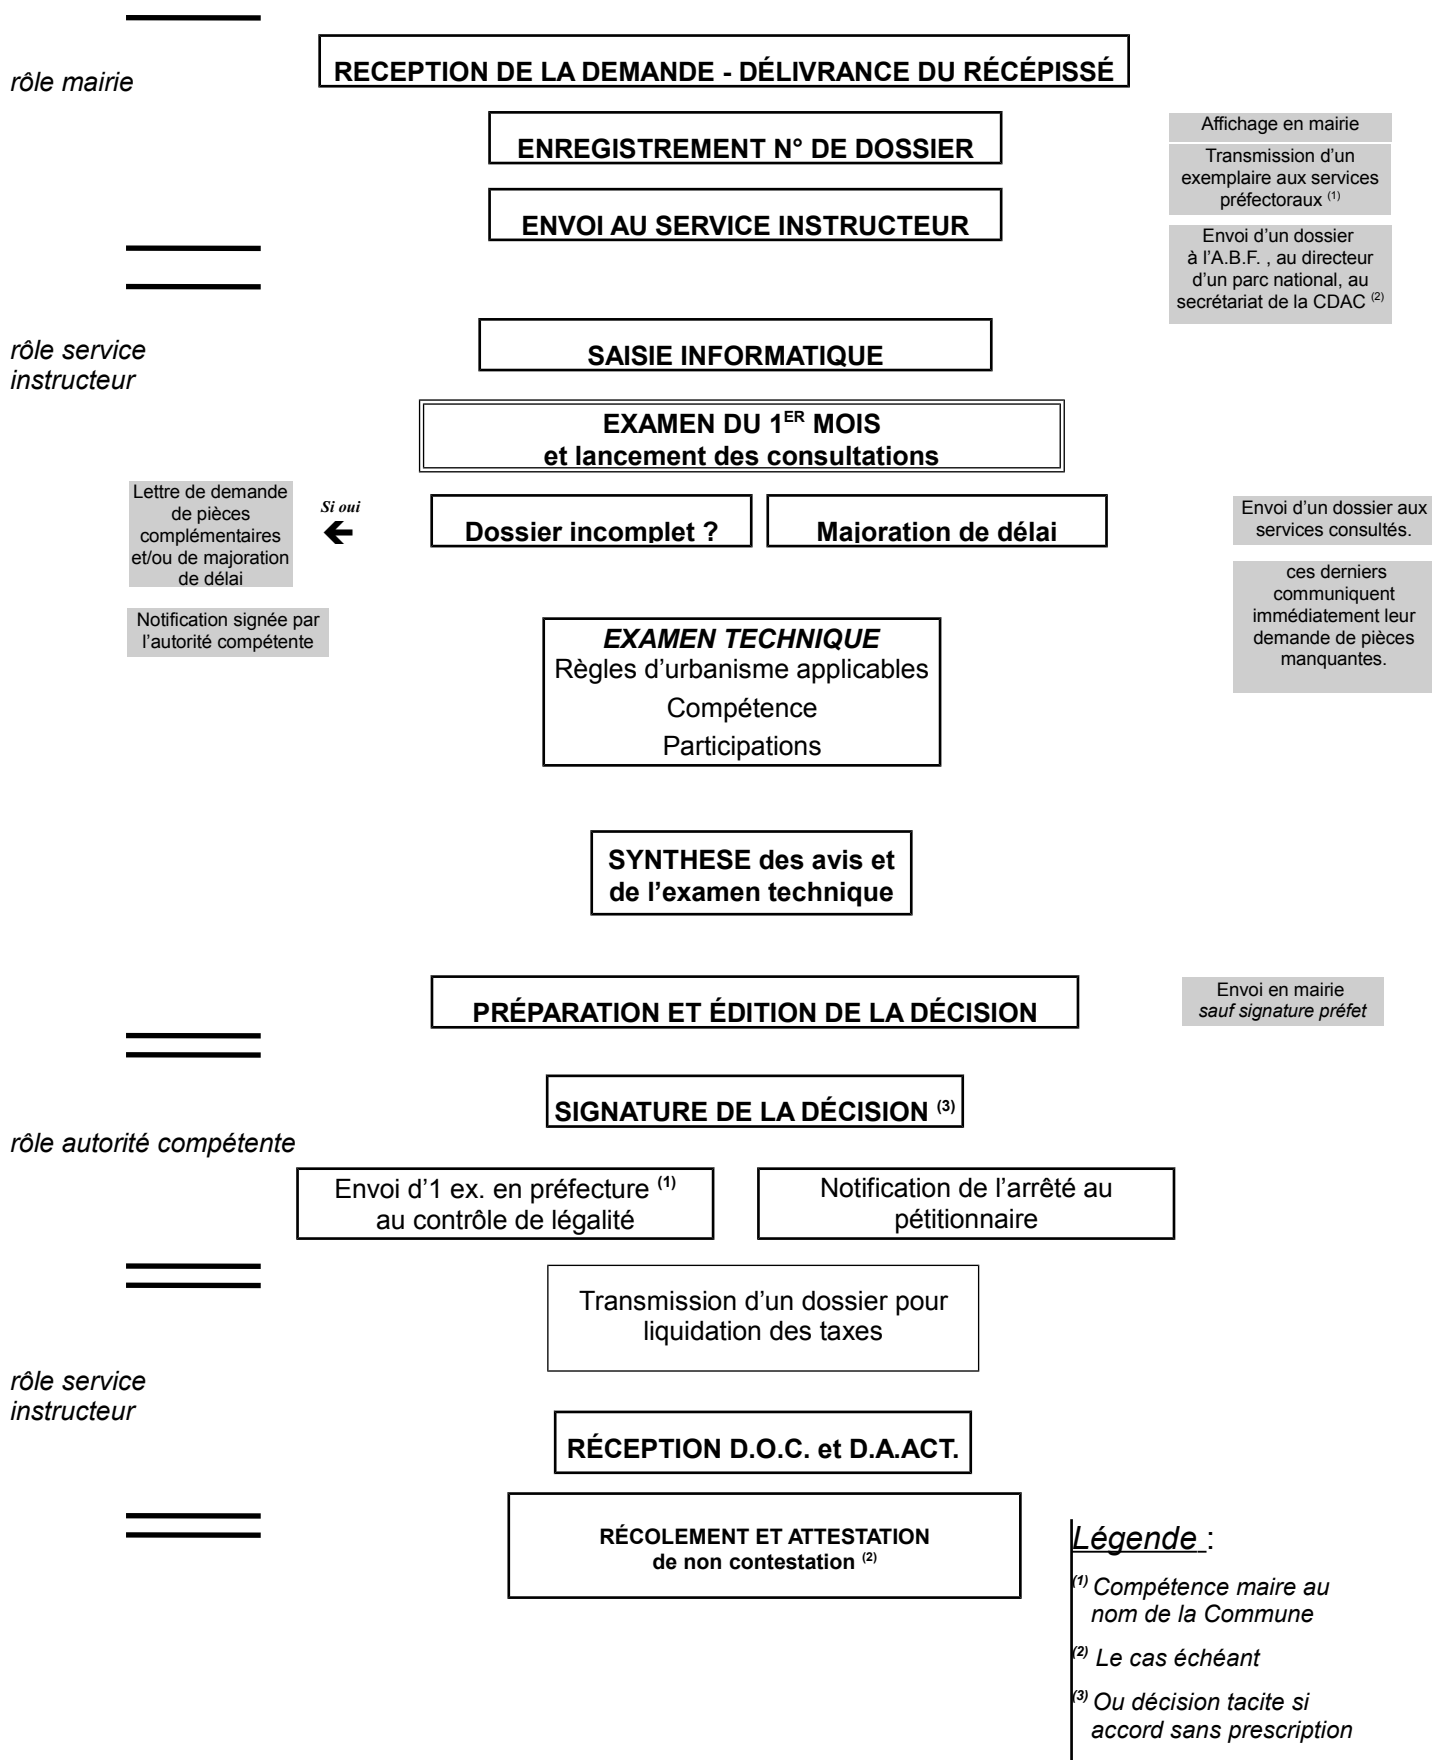 rôle mairie
RECEPTION DE LA DEMANDE - DÉLIVRANCE DU RÉCÉPISSÉ
ENREGISTREMENT N° DE DOSSIER
Affichage en mairie
Transmission d'un
exemplaire aux services
préfectoraux (1)
ENVOI AU SERVICE INSTRUCTEUR
Envoi d'un dossier
à l'A.B.F. , au directeur
d'un parc national, au
secrétariat de la CDAC (2)
rôle service
instructeur
SAISIE INFORMATIQUE
EXAMEN DU 1ER MOIS
et lancement des consultations
Lettre de demande
de pièces
complémentaires
et/ou de majoration
de délai
Si oui
Dossier incomplet ?
Majoration de délai
Envoi d'un dossier aux
services consultés.
ces derniers
communiquent
immédiatement leur
demande de pièces
manquantes.
Notification signée par
l'autorité compétente
EXAMEN TECHNIQUE
Règles d'urbanisme applicables
Compétence
Participations
SYNTHESE des avis et
de l'examen technique
PRÉPARATION ET ÉDITION DE LA DÉCISION
Envoi en mairie
sauf signature préfet
SIGNATURE DE LA DÉCISION (3)
rôle autorité compétente
Envoi d'1 ex. en préfecture (1)
au contrôle de légalité
Notification de l'arrêté au
pétitionnaire
Transmission d'un dossier pour
liquidation des taxes
rôle service
instructeur
RÉCEPTION D.O.C. et D.A.ACT.
RÉCOLEMENT ET ATTESTATION
de non contestation (2)
Légende :
(1) Compétence maire au
nom de la Commune
(2) Le cas échéant
(3) Ou décision tacite si
accord sans prescription